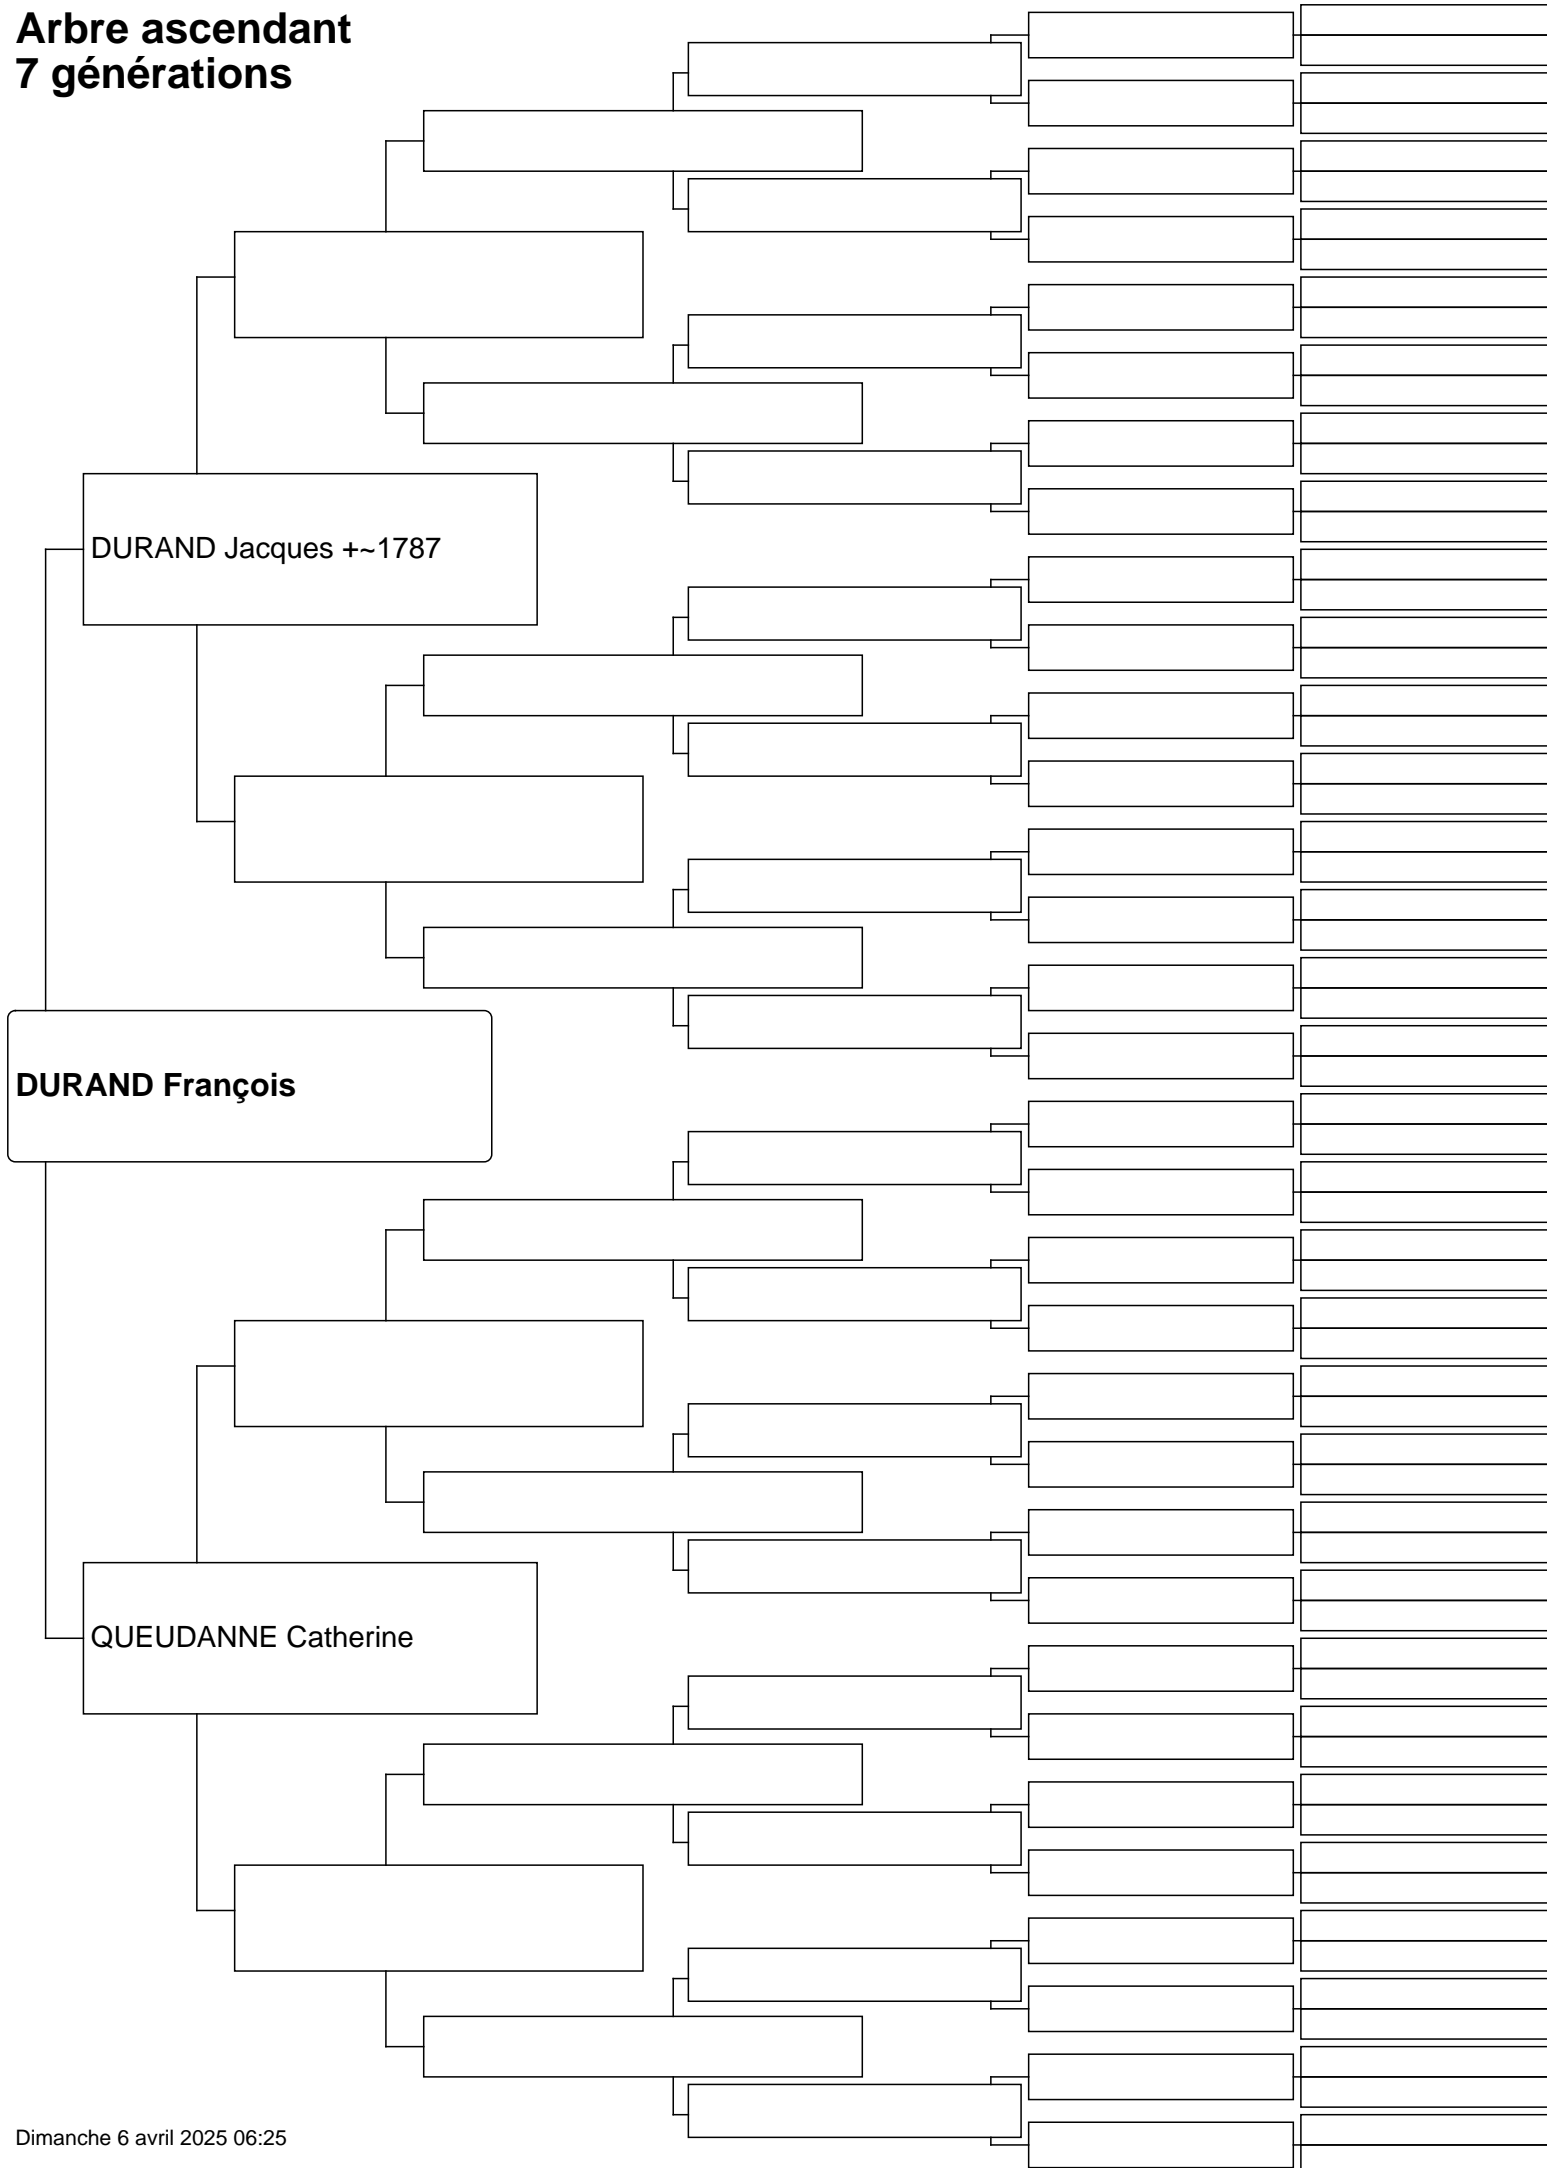 Arbre ascendant
7 générations
DURAND Jacques +~1787
DURAND François
QUEUDANNE Catherine
Dimanche 6 avril 2025 06:25